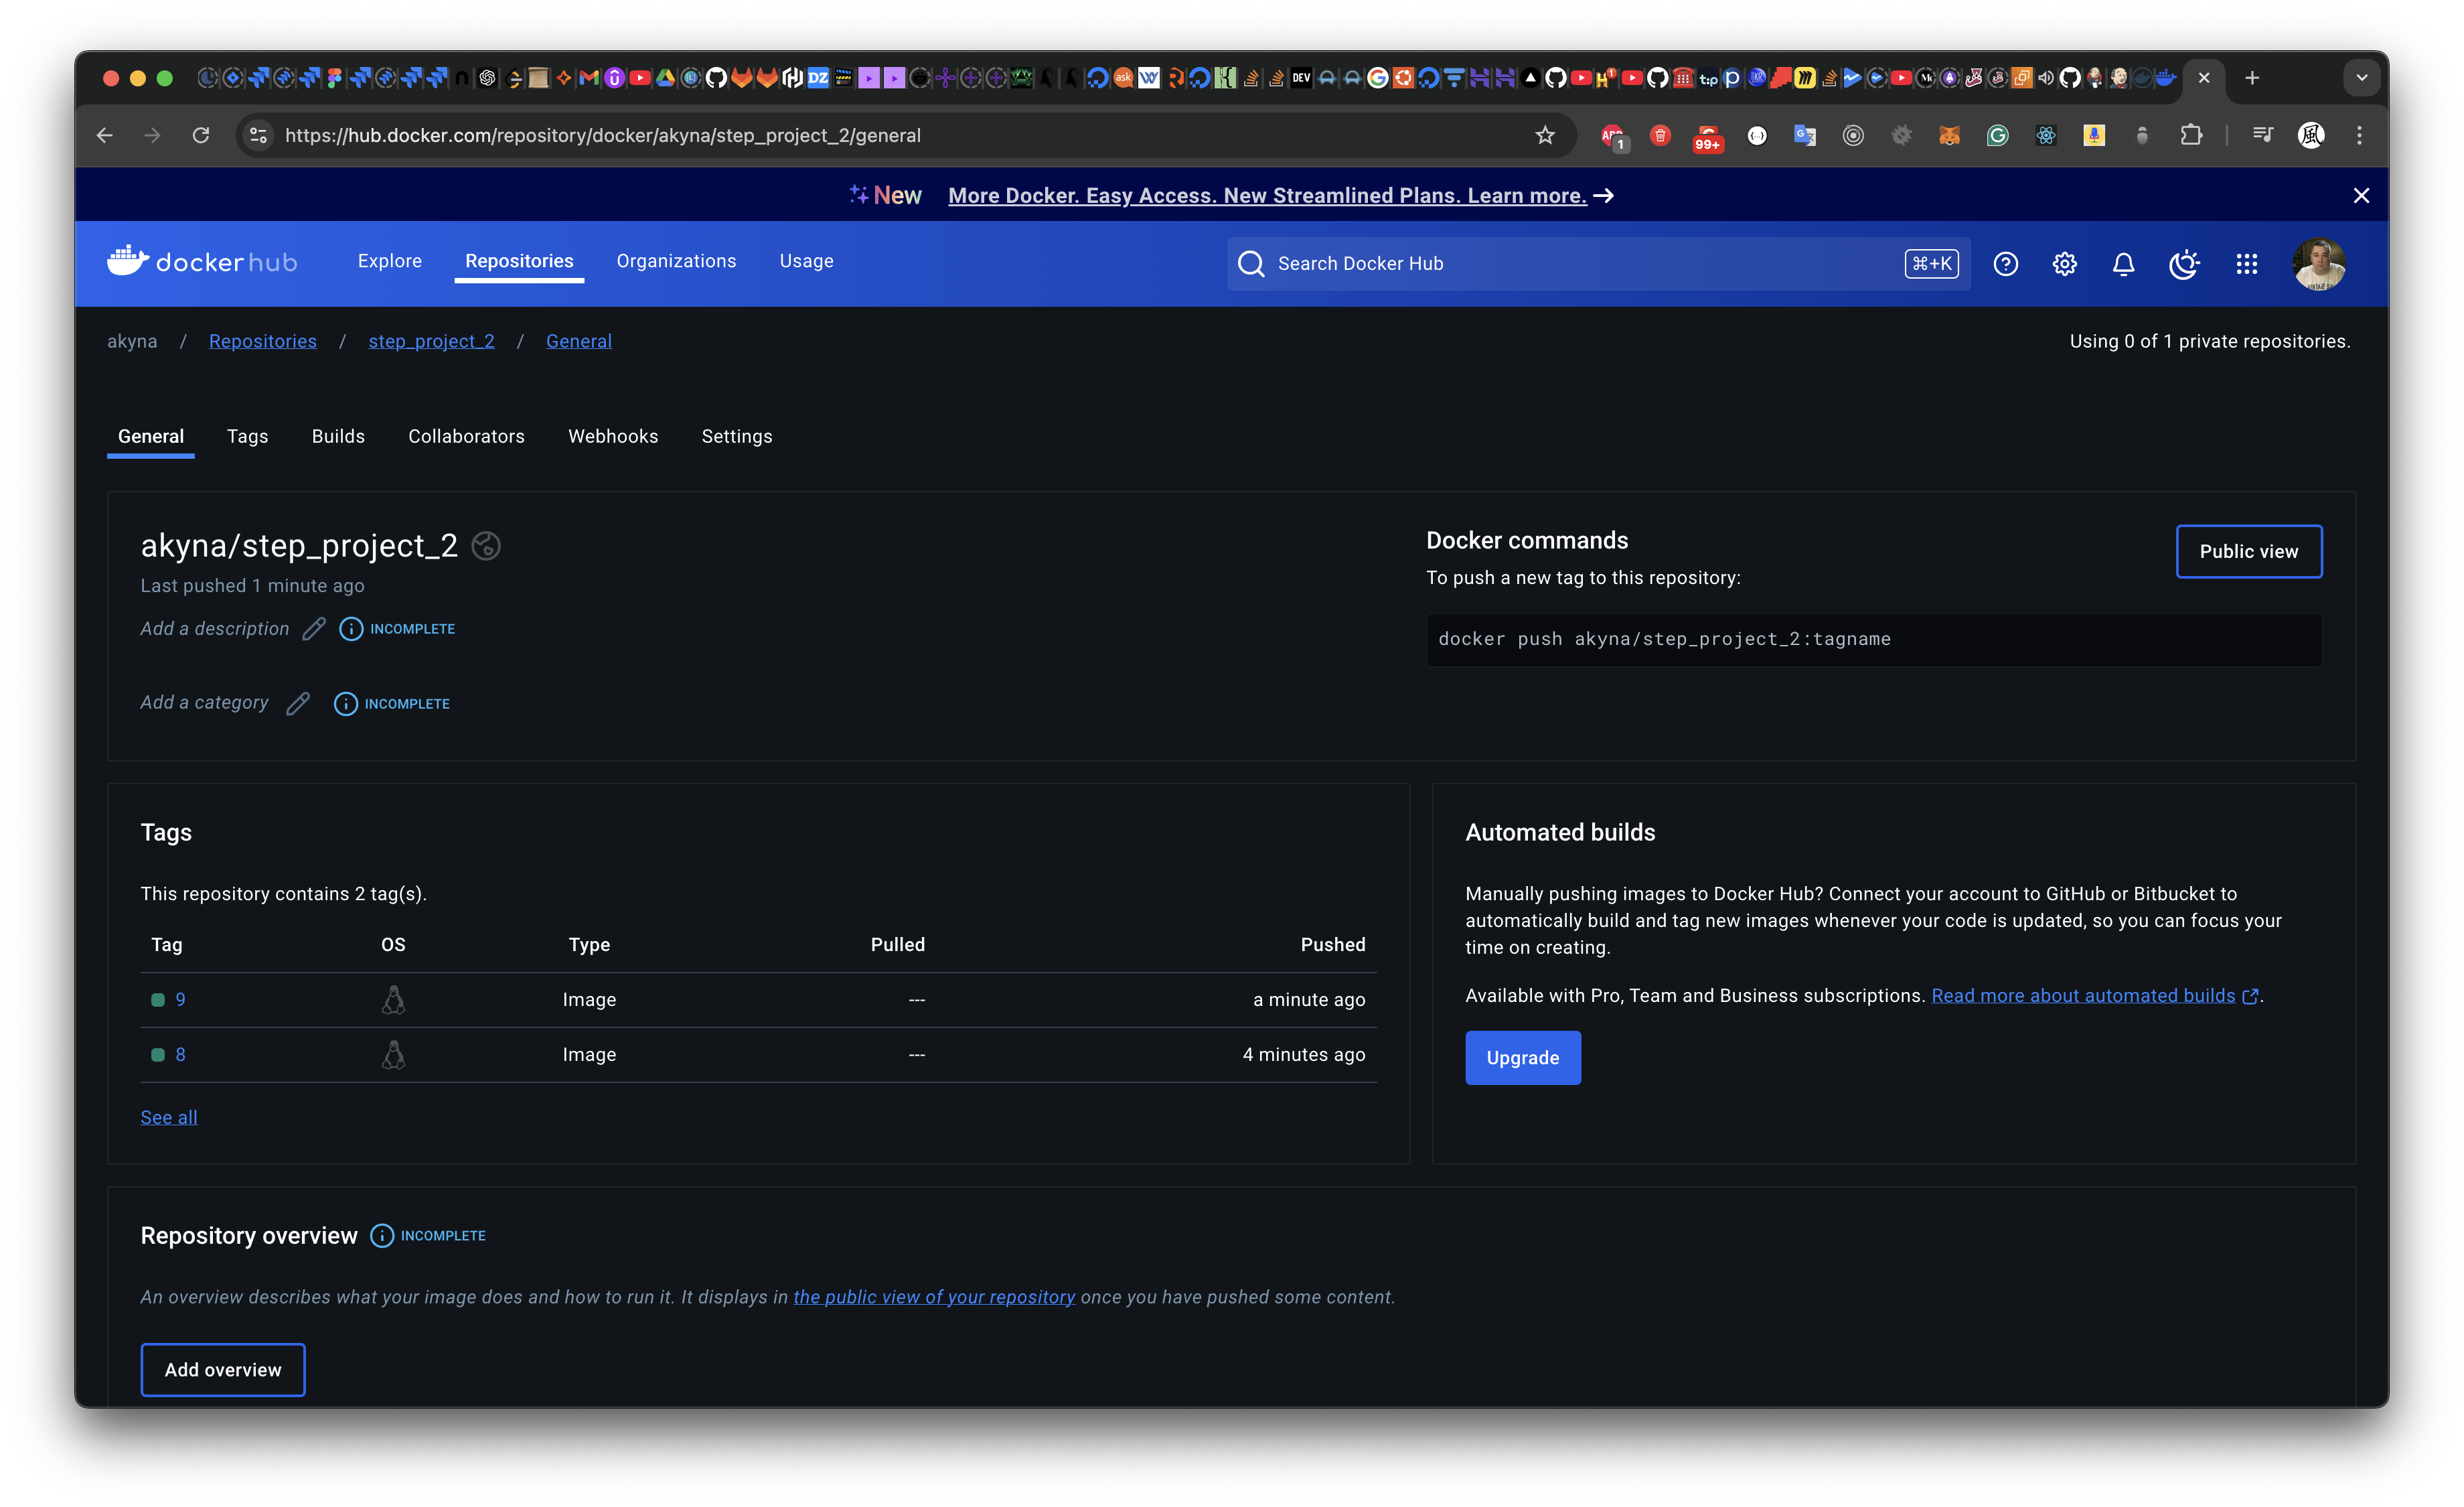 https://hub.docker.com/repository/docker/akyna/step_project_2/general
1
99+
New More Docker. Easy Access. New Streamlined Plans. Learn more. →
dockerhub
Explore Repositories Organizations Usage
Search Docker Hub
⌘+K
akyna / Repositories / step_project_2 / General
Using 0 of 1 private repositories.
General Tags Builds Collaborators Webhooks Settings
akyna/step_project_2
Last pushed 1 minute ago
Add a description INCOMPLETE
Add a category INCOMPLETE
Docker commands
Public view
To push a new tag to this repository:
docker push akyna/step_project_2:tagname
Tags
This repository contains 2 tag(s).
Tag OS Type Pulled Pushed
9 Image --- a minute ago
8 Image --- 4 minutes ago
See all
Automated builds
Manually pushing images to Docker Hub? Connect your account to GitHub or Bitbucket to
automatically build and tag new images whenever your code is updated, so you can focus your
time on creating.
Available with Pro, Team and Business subscriptions. Read more about automated builds.
Upgrade
Repository overview INCOMPLETE
An overview describes what your image does and how to run it. It displays in the public view of your repository once you have pushed some content.
Add overview